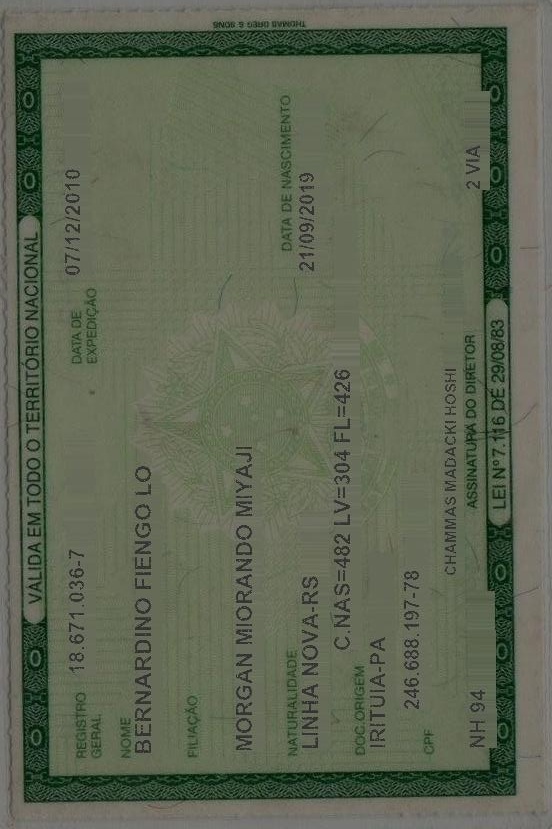 THOMAS GREG & SONS
VALIDA EM TODO O TERRITÓRIO NACIONAL
REGISTRO GERAL 18.671.036-7 DATA DE EXPEDIÇÃO 07/12/2010
NOME
BERNARDINO FIENGO LO
FILIAÇÃO
MORGAN MIORANDO MIYAJI
NATURALIDADE DATA DE NASCIMENTO
LINHA NOVA-RS 21/09/2019
DOC. ORIGEM C.NAS=482 LV=304 FL=426
IRITUIA-PA
CPF 246.688.197-78
CHAMMAS MADACKI HOSHI
NH 94 ASSINATURA DO DIRETOR 2 VIA
LEI Nº 7.116 DE 29/08/83